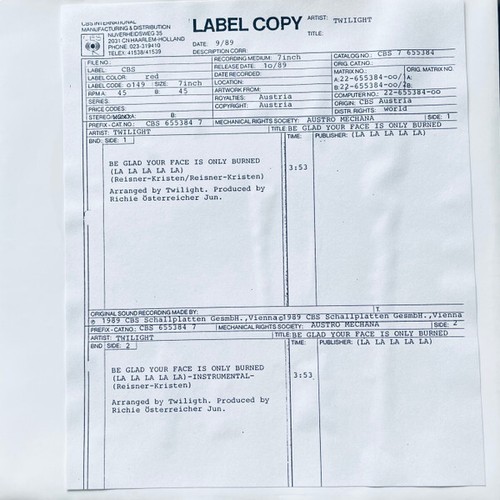 CBS INTERNATIONAL
MANUFACTURING & DISTRIBUTION
NIJVERHEIDSWEG 35
2031 CN HAARLEM-HOLLAND
PHONE: 023-319410
TELEX: 41538/41539
LABEL COPY
ARTIST: TWILIGHT
TITLE:
DATE: 9/89
DESCRIPTION CORR:
FILE NO:
RECORDING MEDIUM: 7inch
CATALOG NO: CBS 7 655384
LABEL: CBS
RELEASE DATE: 1o/89
ORIG. CAT.NO:
LABEL COLOR: red
DATE RECORDED:
MATRIX NO.: ORIG. MATRIX NO.
LABEL CODE: o149 SIZE: 7inch
LOCATION:
A:22-655384-oo/ A:
RPM A: 45 B: 45
ARTWORK FROM:
B:22-655384-oo/ B:
SERIES:
ROYALTIES: Austria
COMPUTER NO.: 22-655384-oo
PRICE CODES:
COPYRIGHT: Austria
ORIGIN: CBS Austria
STEREO/MONO A: B:
DISTR. RIGHTS: world
PREFIX - CAT.NO.: CBS 655384 7
MECHANICAL RIGHTS SOCIETY: AUSTRO MECHANA
SIDE: 1
ARTIST: TWILIGHT
TITLE: BE GLAD YOUR FACE IS ONLY BURNED
BND SIDE: 1
TIME:
PUBLISHER: (LA LA LA LA LA)
BE GLAD YOUR FACE IS ONLY BURNED
(LA LA LA LA LA)
(Reisner-Kristen/Reisner-Kristen)
3:53
Arranged by Twilight. Produced by
Richie Österreicher Jun.
ORIGINAL SOUND RECORDING MADE BY:
1989 CBS Schallplatten GesmbH.,Vienna 1989 CBS Schallplatten GesmbH.,Vienna
PREFIX - CAT.NO.: CBS 655384 7
MECHANICAL RIGHTS SOCIETY: AUSTRO MECHANA
SIDE: 2
ARTIST: TWILIGHT
TITLE: BE GLAD YOUR FACE IS ONLY BURNED
BND SIDE: 2
TIME:
PUBLISHER: (LA LA LA LA LA)
BE GLAD YOUR FACE IS ONLY BURNED
(LA LA LA LA LA)-INSTRUMENTAL-
(Reisner-Kristen)
3:53
Arranged by Twiligth. Produced by
Richie Österreicher Jun.